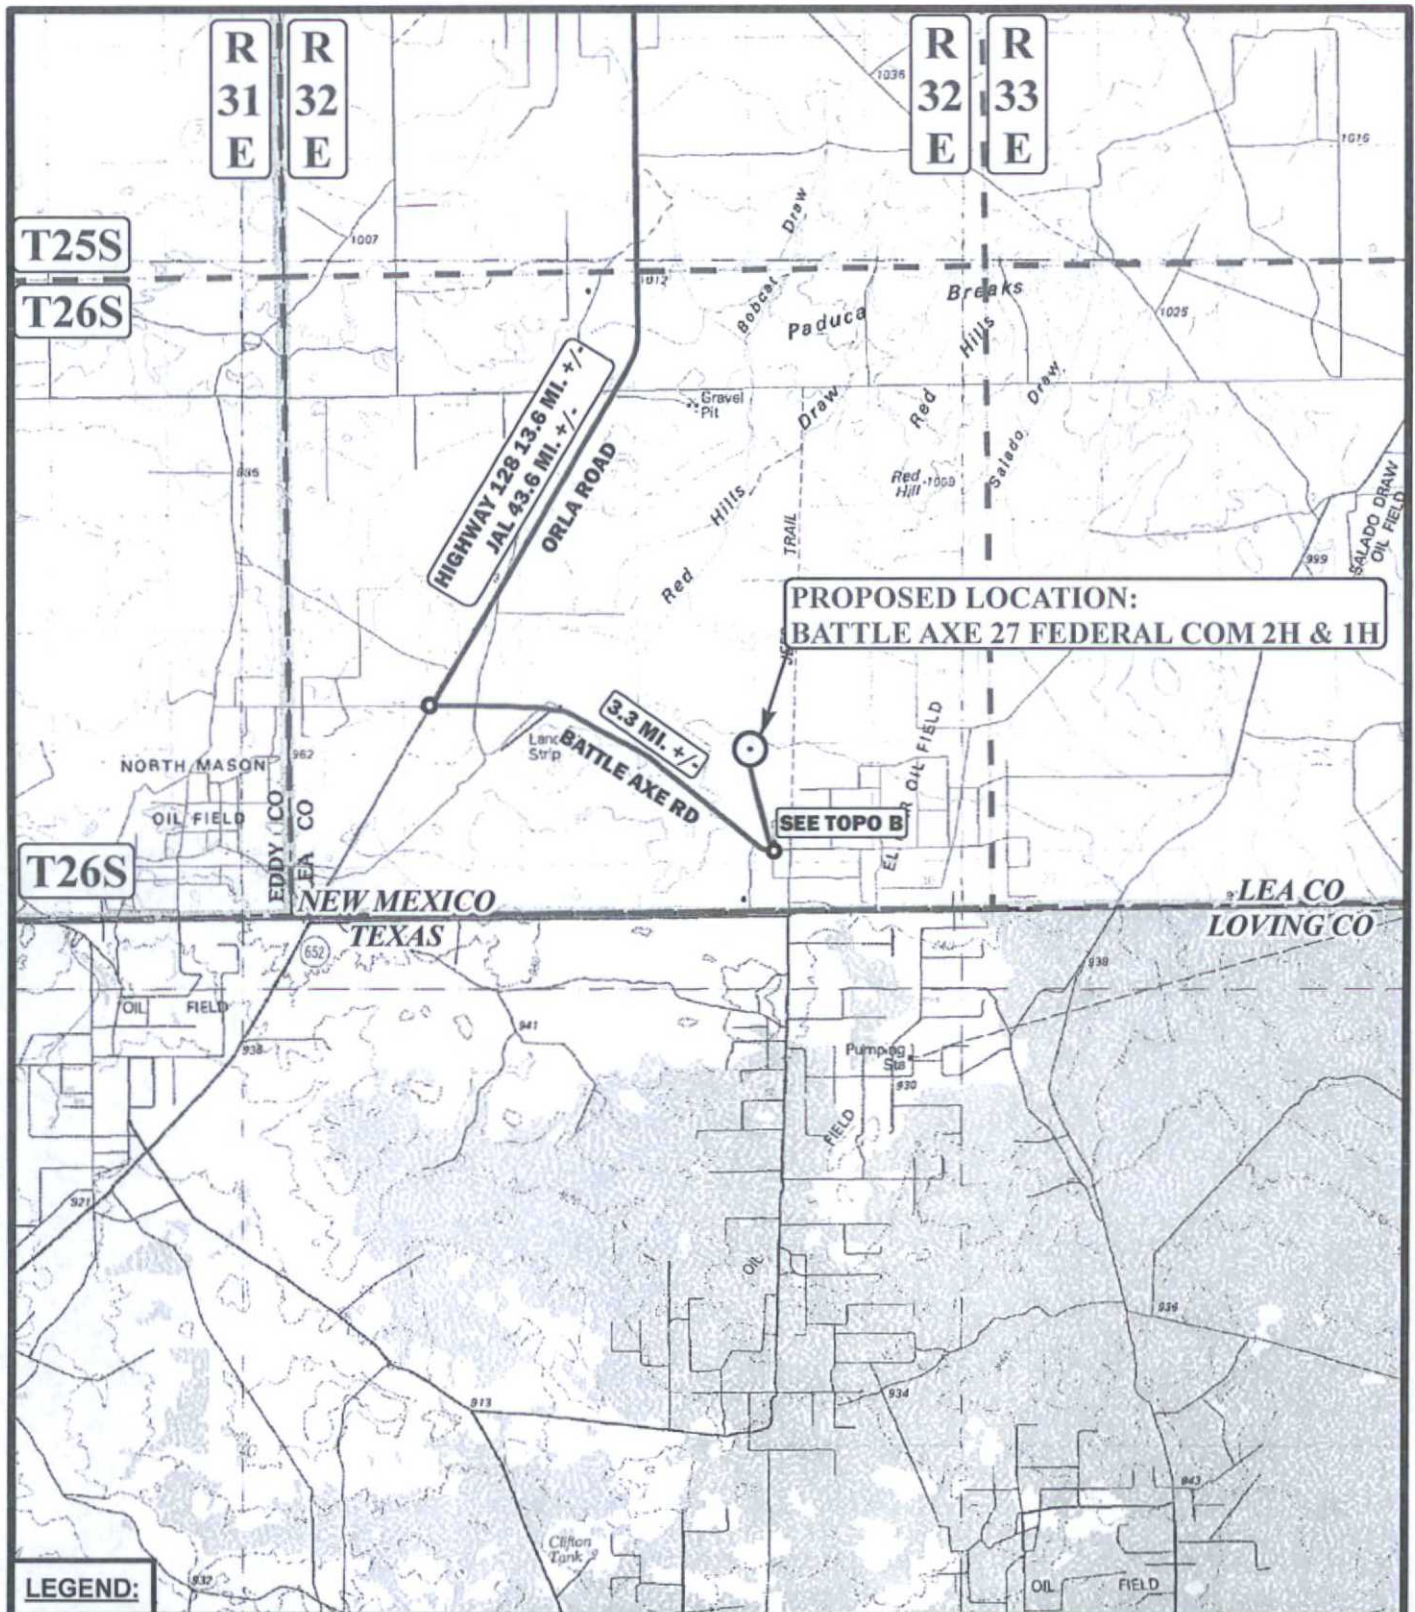 R
31
E
R
32
E
R
32
E
R
33
E
1036
1016
T25S
1007
T26S
1012
Bobcat Draw
Paduca
Breaks
1025
HIGHWAY 128 13.6 MI. +/-
JAL 43.6 MI. +/-
ORLA ROAD
Gravel
Pit
Red Hills Draw
Red Hills
Salado Draw
Red
Hill
TRAIL
SALADO DRAW
OIL FIELD
999
PROPOSED LOCATION:
BATTLE AXE 27 FEDERAL COM 2H & 1H
3.3 MI. +/-
BATTLE AXE RD
Strip
NORTH MASON
OIL FIELD
962
SEE TOPO B
OIL FIELD
EDDY CO
EA CO
T26S
NEW MEXICO
TEXAS
LEA CO
LOVING CO
652
938
OIL FIELD
941
Pumping
Sta
930
FIELD
921
OIL
936
934
913
943
Clifton
Tank
932
OIL FIELD
LEGEND: